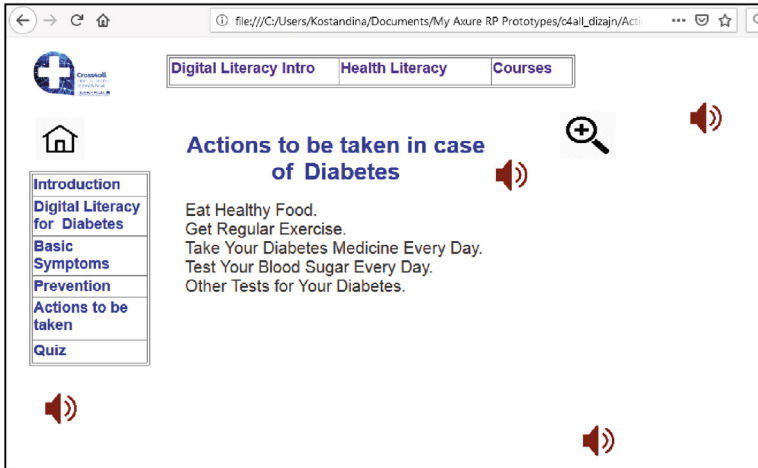 file:///C:/Users/Kostandina/Documents/My Axure RP Prototypes/c4all_dizajn/Acti
Cross4all
Digital Literacy Intro Health Literacy Courses
Actions to be taken in case
of Diabetes
Introduction
Digital Literacy
for Diabetes
Basic
Symptoms
Prevention
Actions to be
taken
Quiz
Eat Healthy Food.
Get Regular Exercise.
Take Your Diabetes Medicine Every Day.
Test Your Blood Sugar Every Day.
Other Tests for Your Diabetes.